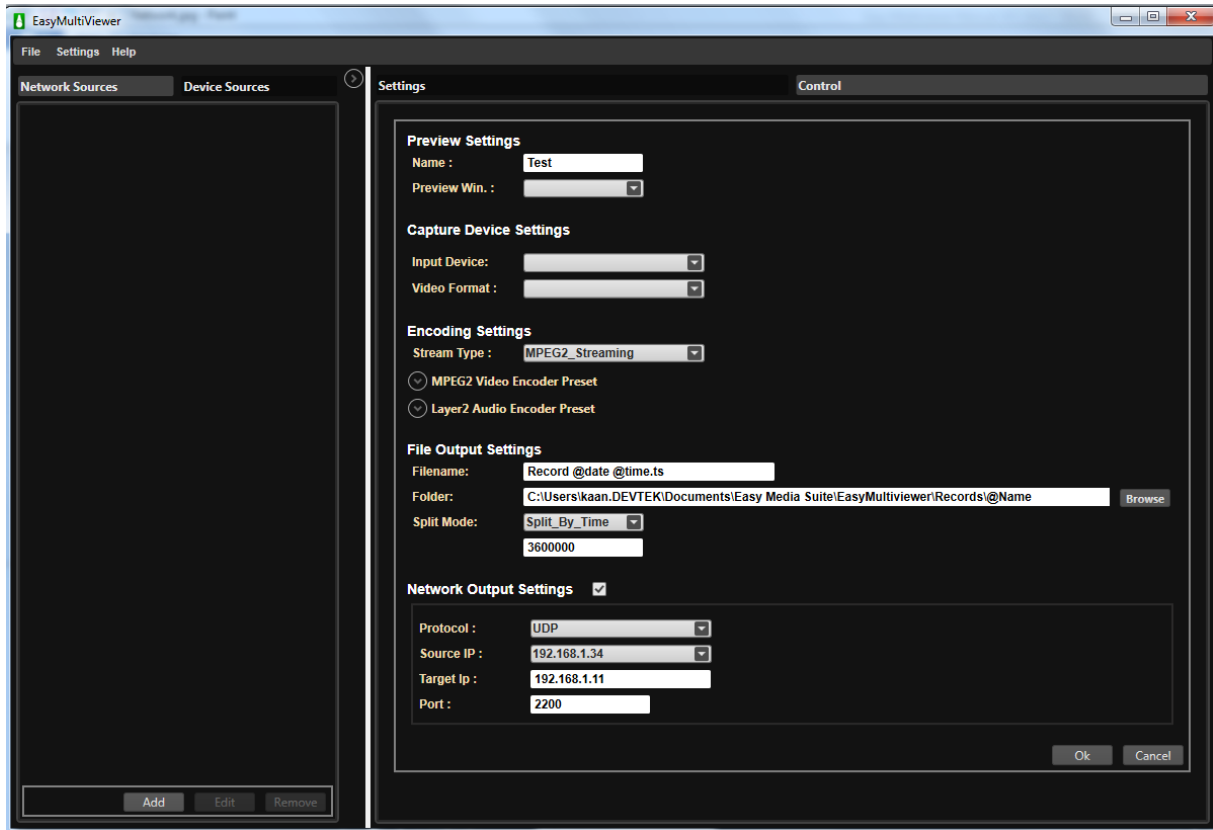 EasyMultiViewer
File Settings Help
Network Sources Device Sources
Settings Control
Preview Settings
Name : Test
Preview Win. :
Capture Device Settings
Input Device:
Video Format :
Encoding Settings
Stream Type : MPEG2_Streaming
MPEG2 Video Encoder Preset
Layer2 Audio Encoder Preset
File Output Settings
Filename: Record @date @time.ts
Folder: C:\Users\kaan.DEVTEK\Documents\Easy Media Suite\EasyMultiviewer\Records\@Name Browse
Split Mode: Split_By_Time
3600000
Network Output Settings
Protocol : UDP
Source IP : 192.168.1.34
Target Ip : 192.168.1.11
Port : 2200
Ok Cancel
Add Edit Remove